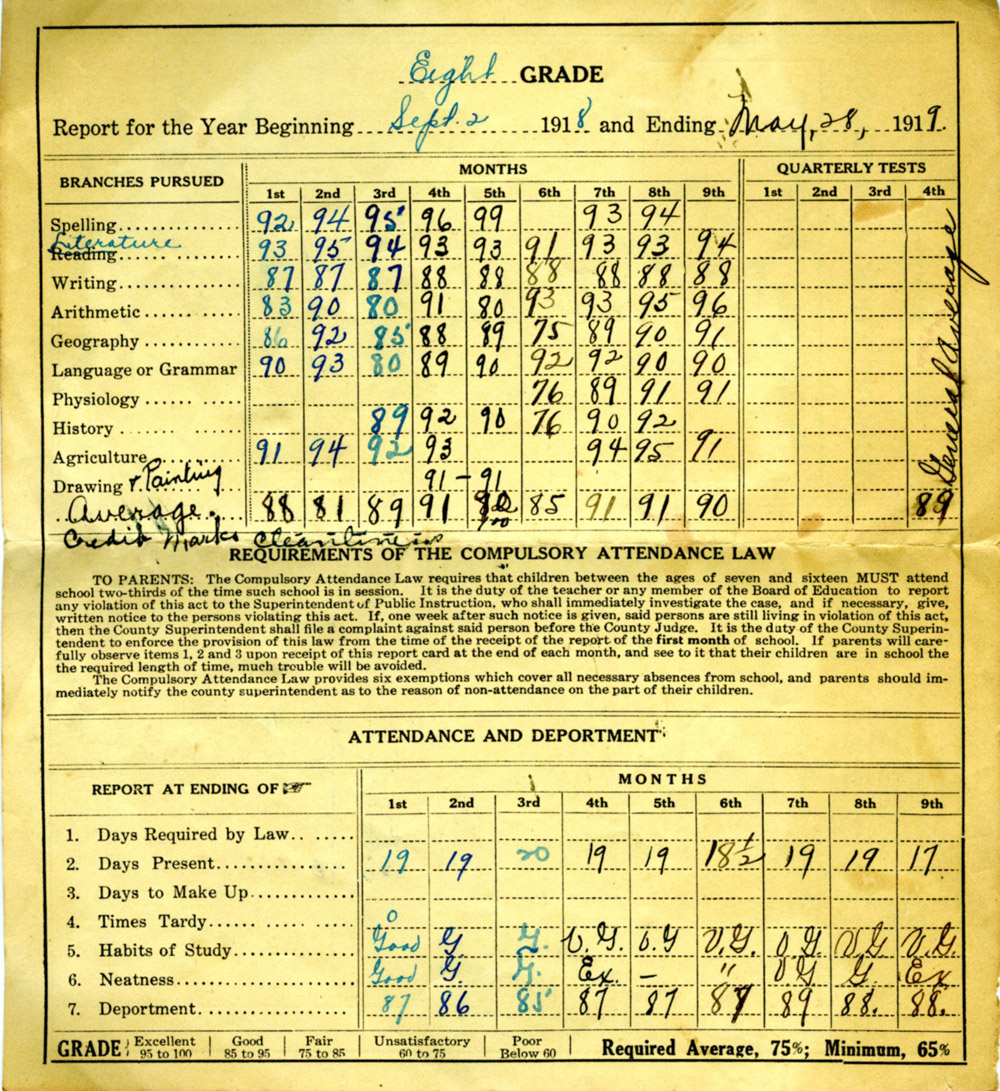 Eight GRADE
Report for the Year Beginning Sept. 2 1918 and Ending May, 28, 1919.
BRANCHES PURSUED MONTHS QUARTERLY TESTS
1st 2nd 3rd 4th 5th 6th 7th 8th 9th 1st 2nd 3rd 4th
Spelling 92 94 95 96 99 93 94
Literature
Reading 93 95 94 93 93 91 93 93 94
Writing 87 87 87 88 88 88 88 88 88
Arithmetic 83 90 80 91 80 93 93 95 96
Geography 86 92 85 88 89 75 89 90 91
Language or Grammar 90 93 80 89 90 92 92 90 90
Physiology 76 89 91 91
History 89 92 90 76 90 92
Agriculture 91 94 92 93 94 95 91
Drawing & Painting 91 - 91
Average. 88 81 89 91 85 91 91 90 89
General Average
Credit Marks Cleanliness
REQUIREMENTS OF THE COMPULSORY ATTENDANCE LAW
TO PARENTS: The Compulsory Attendance Law requires that children between the ages of seven and sixteen MUST attend
school two-thirds of the time such school is in session. It is the duty of the teacher or any member of the Board of Education to report
any violation of this act to the Superintendent of Public Instruction, who shall immediately investigate the case, and if necessary, give,
written notice to the persons violating this act. If, one week after such notice is given, said persons are still living in violation of this act,
then the County Superintendent shall file a complaint against said person before the County Judge. It is the duty of the County Superin-
tendent to enforce the provision of this law from the time of the receipt of the report of the first month of school. If parents will care-
fully observe items 1, 2 and 3 upon receipt of this report card at the end of each month, and see to it that their children are in school the
the required length of time, much trouble will be avoided.
The Compulsory Attendance Law provides six exemptions which cover all necessary absences from school, and parents should im-
mediately notify the county superintendent as to the reason of non-attendance on the part of their children.
ATTENDANCE AND DEPORTMENT
REPORT AT ENDING OF MONTHS
1st 2nd 3rd 4th 5th 6th 7th 8th 9th
1. Days Required by Law
2. Days Present 19 19 20 19 19 18½ 19 19 17
3. Days to Make Up
4. Times Tardy 0
5. Habits of Study Good G G. V.G. V.G V.G. V.G. V.G V.G.
6. Neatness Good G. G. Ex. — " V G G. Ex
7. Deportment 87 86 85 87 87 87 89 88. 88.
GRADE: Excellent 95 to 100 Good 85 to 95 Fair 75 to 85 Unsatisfactory 60 to 75 Poor Below 60 Required Average, 75%; Minimum, 65%